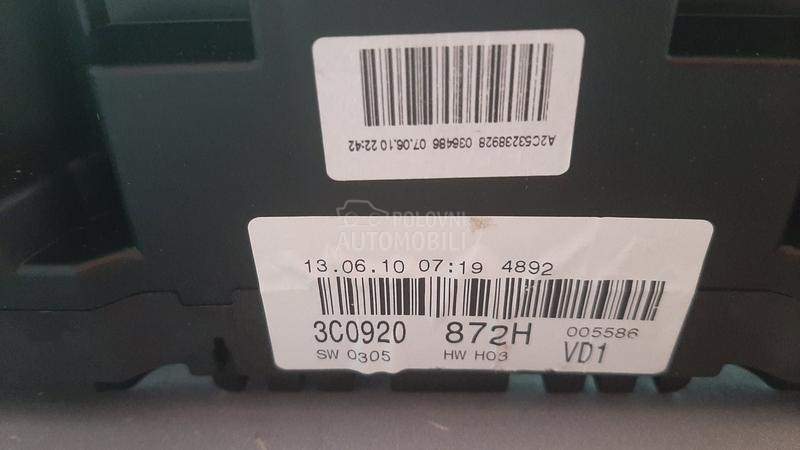 A2C53238928 036486 07.06.10 22:42
POLOVNI
AUTOMOBILI
13.06.10 07:19 4892
3C0920 872H 005586
SW 0305 HW H03 VD1